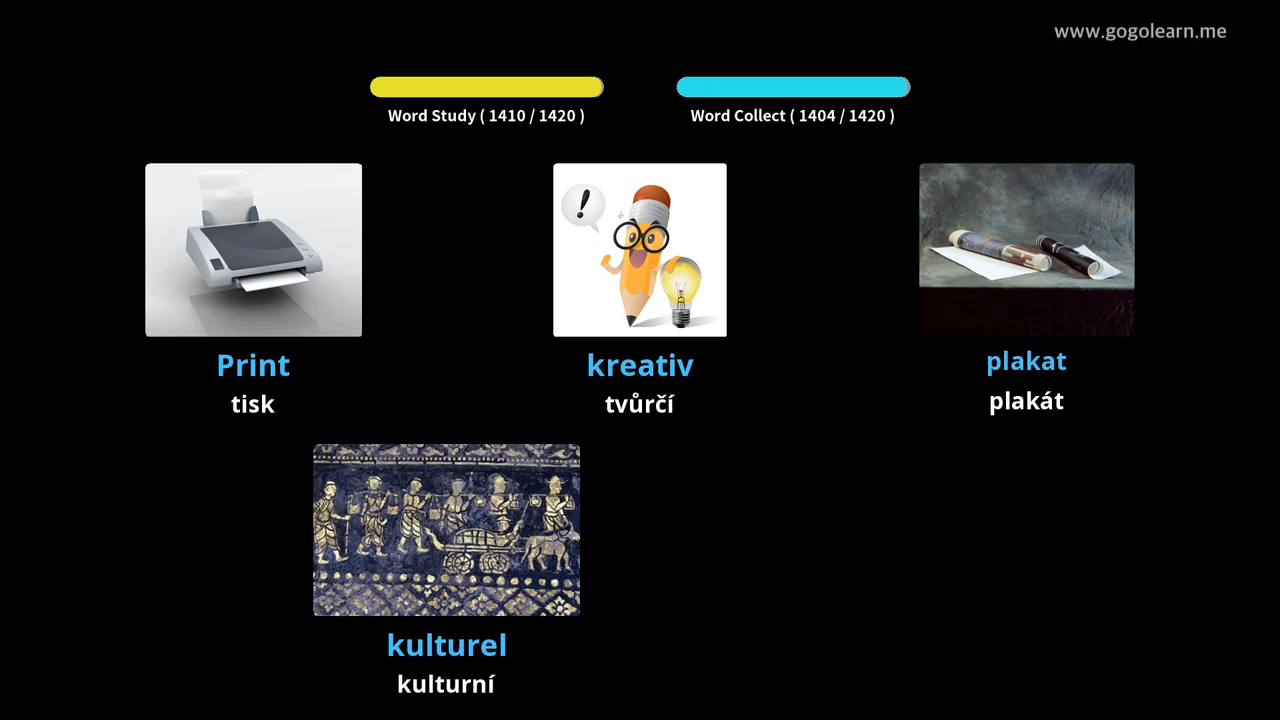 www.gogolearn.me
Word Study ( 1410 / 1420 )
Word Collect ( 1404 / 1420 )
!
Print
tisk
kreativ
tvůrčí
plakat
plakát
kulturel
kulturní